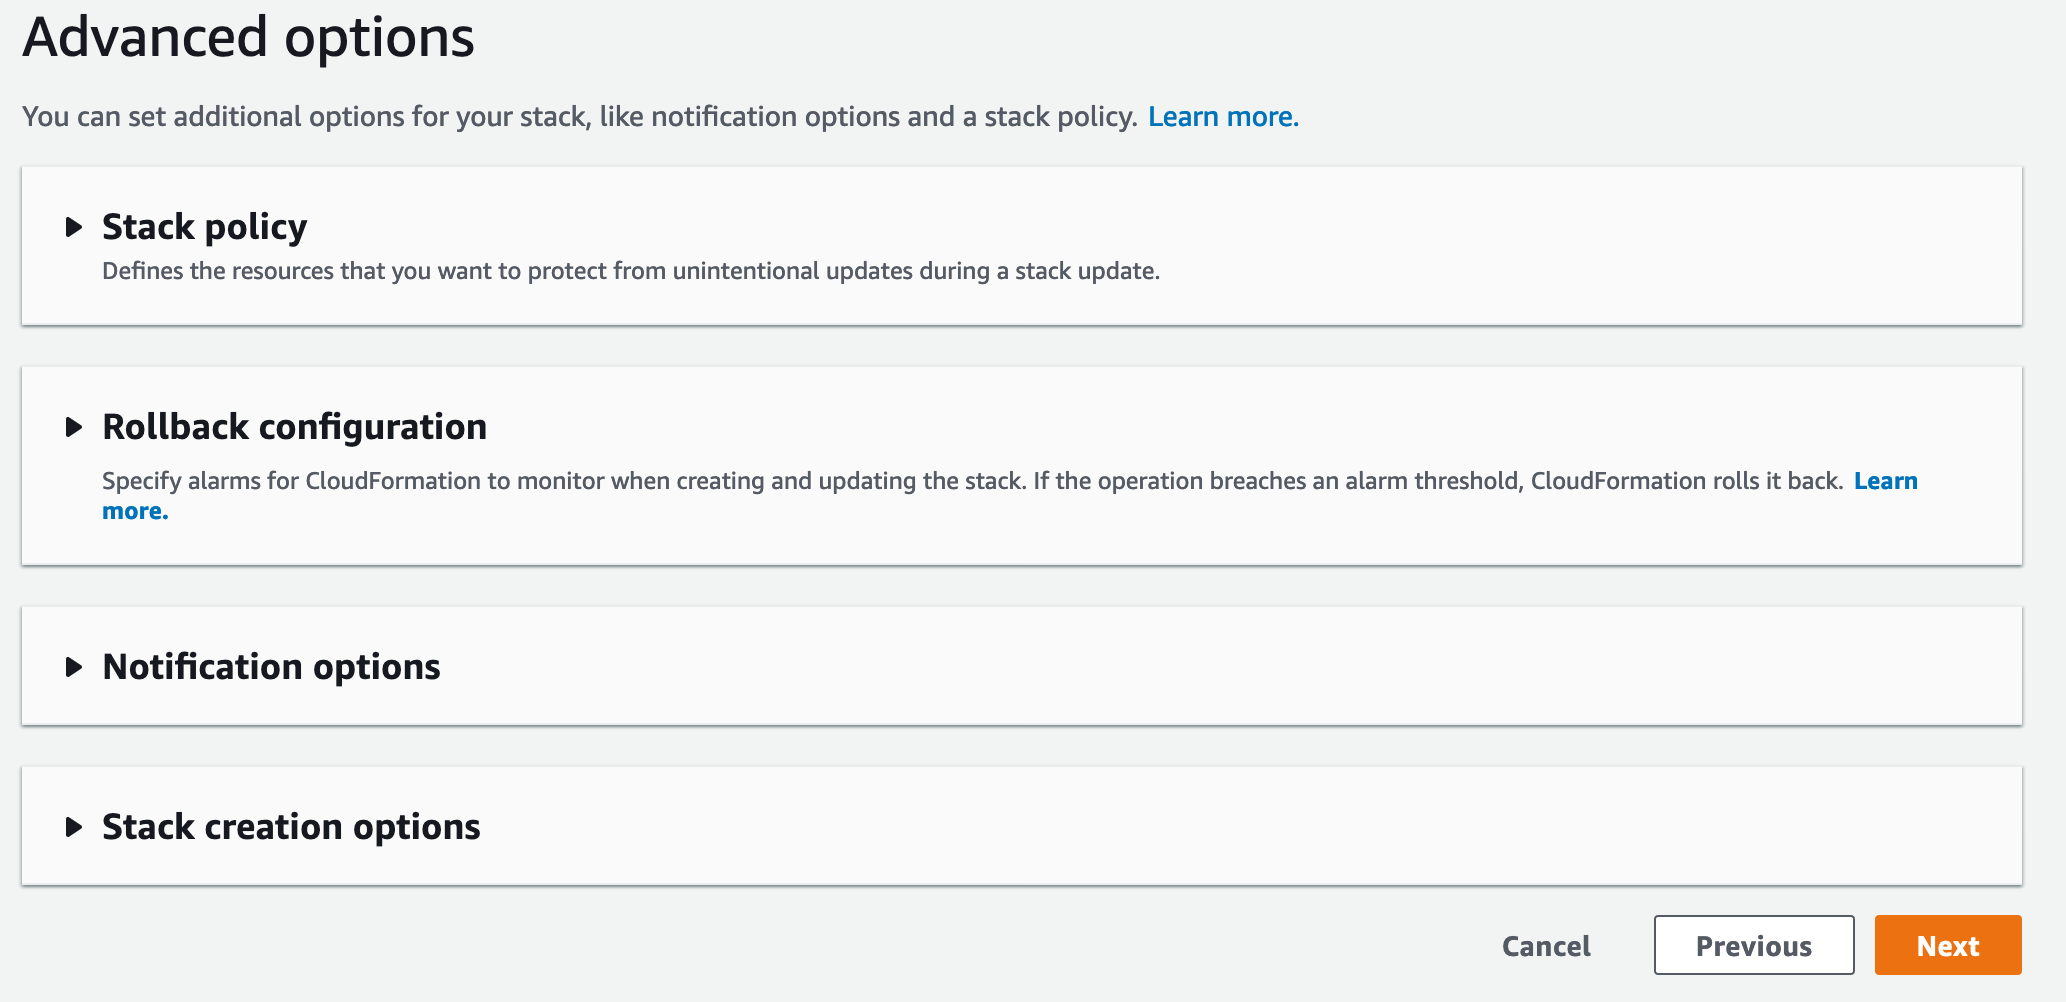 Advanced options
You can set additional options for your stack, like notification options and a stack policy. Learn more.
Stack policy
Defines the resources that you want to protect from unintentional updates during a stack update.
Rollback configuration
Specify alarms for CloudFormation to monitor when creating and updating the stack. If the operation breaches an alarm threshold, CloudFormation rolls it back. Learn
more.
Notification options
Stack creation options
Cancel Previous Next